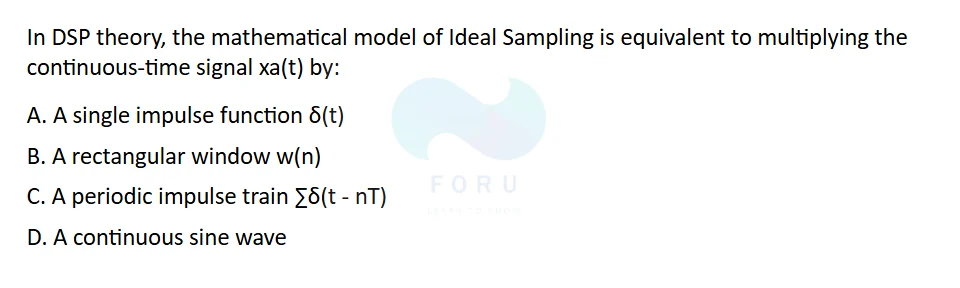 In DSP theory, the mathematical model of Ideal Sampling is equivalent to multiplying the
continuous-time signal xa(t) by:
A. A single impulse function δ(t)
B. A rectangular window w(n)
C. A periodic impulse train ∑δ(t - nT)
FORU
D. A continuous sine wave